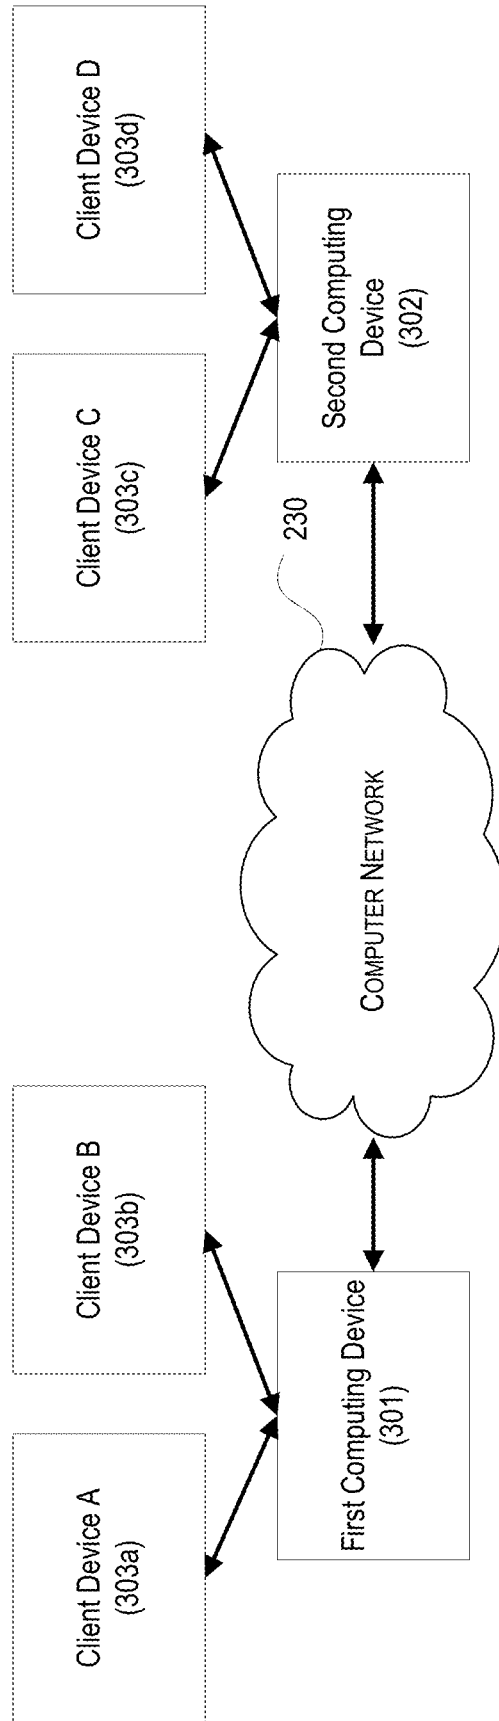 Client Device A
(303a)
Client Device B
(303b)
Client Device C
(303c)
Client Device D
(303d)
First Computing Device
(301)
COMPUTER NETWORK
230
Second Computing
Device
(302)